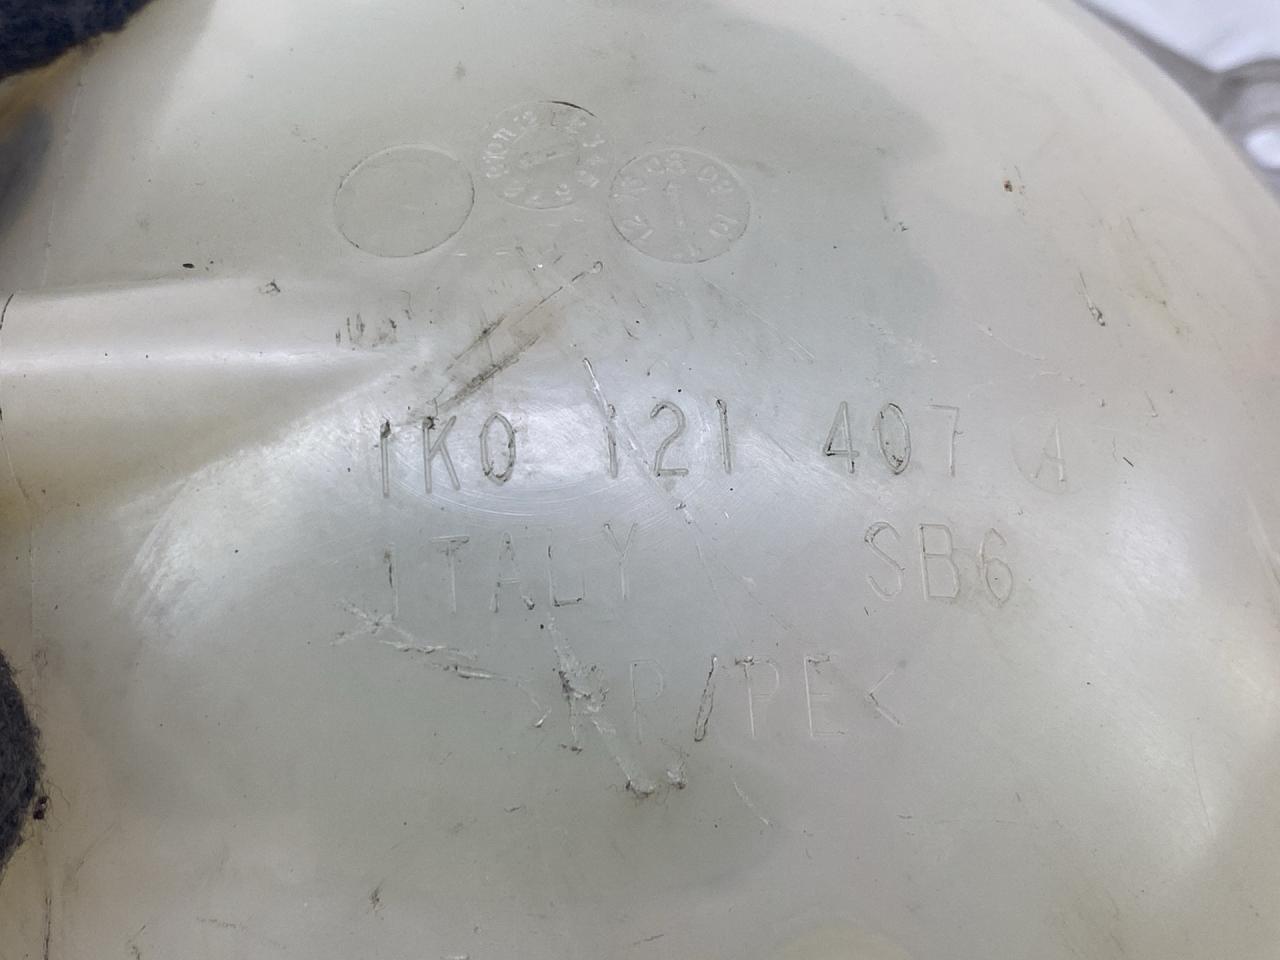 1K0 121 407 A
ITALY SB6
>PP/PE<